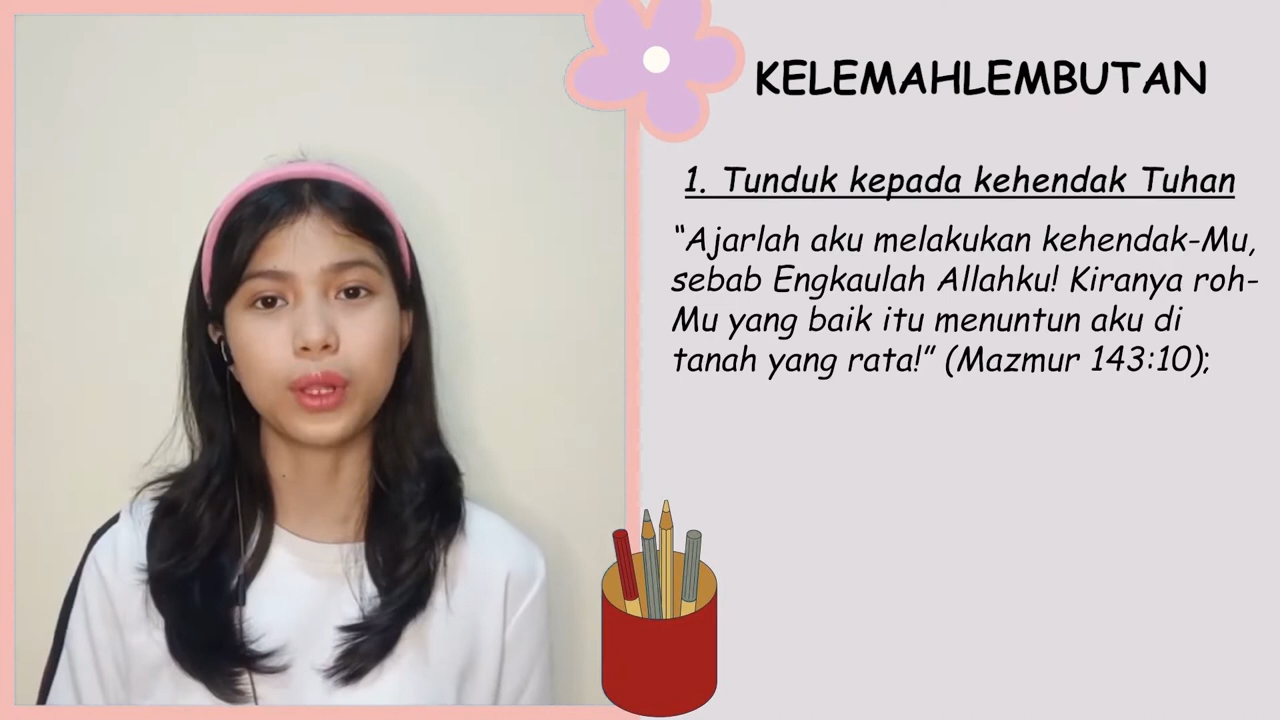 KELEMAHLEMBUTAN
1. Tunduk kepada kehendak Tuhan
“Ajarlah aku melakukan kehendak-Mu,
sebab Engkaulah Allahku! Kiranya roh-
Mu yang baik itu menuntun aku di
tanah yang rata!” (Mazmur 143:10);